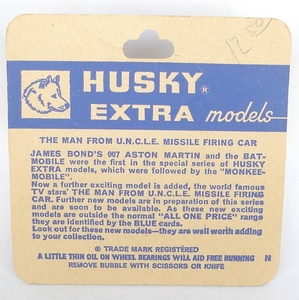 HUSKY®
EXTRA models
THE MAN FROM U.N.C.L.E. MISSILE FIRING CAR
JAMES BOND'S 007 ASTON MARTIN and the BAT-
MOBILE were the first in the special series of HUSKY
EXTRA models, which were followed by the "MONKEE-
MOBILE".
Now a further exciting model is added, the world famous
TV stars' THE MAN FROM U.N.C.L.E. MISSILE FIRING
CAR. Further new models are in preparation of this series
and are soon to be available. As these new exciting
models are outside the normal "ALL ONE PRICE" range
they are identified by the BLUE cards.
Look out for these new models—they are well worth adding
to your collection.
® TRADE MARK REGISTERED
A LITTLE THIN OIL ON WHEEL BEARINGS WILL AID FREE RUNNING N
REMOVE BUBBLE WITH SCISSORS OR KNIFE